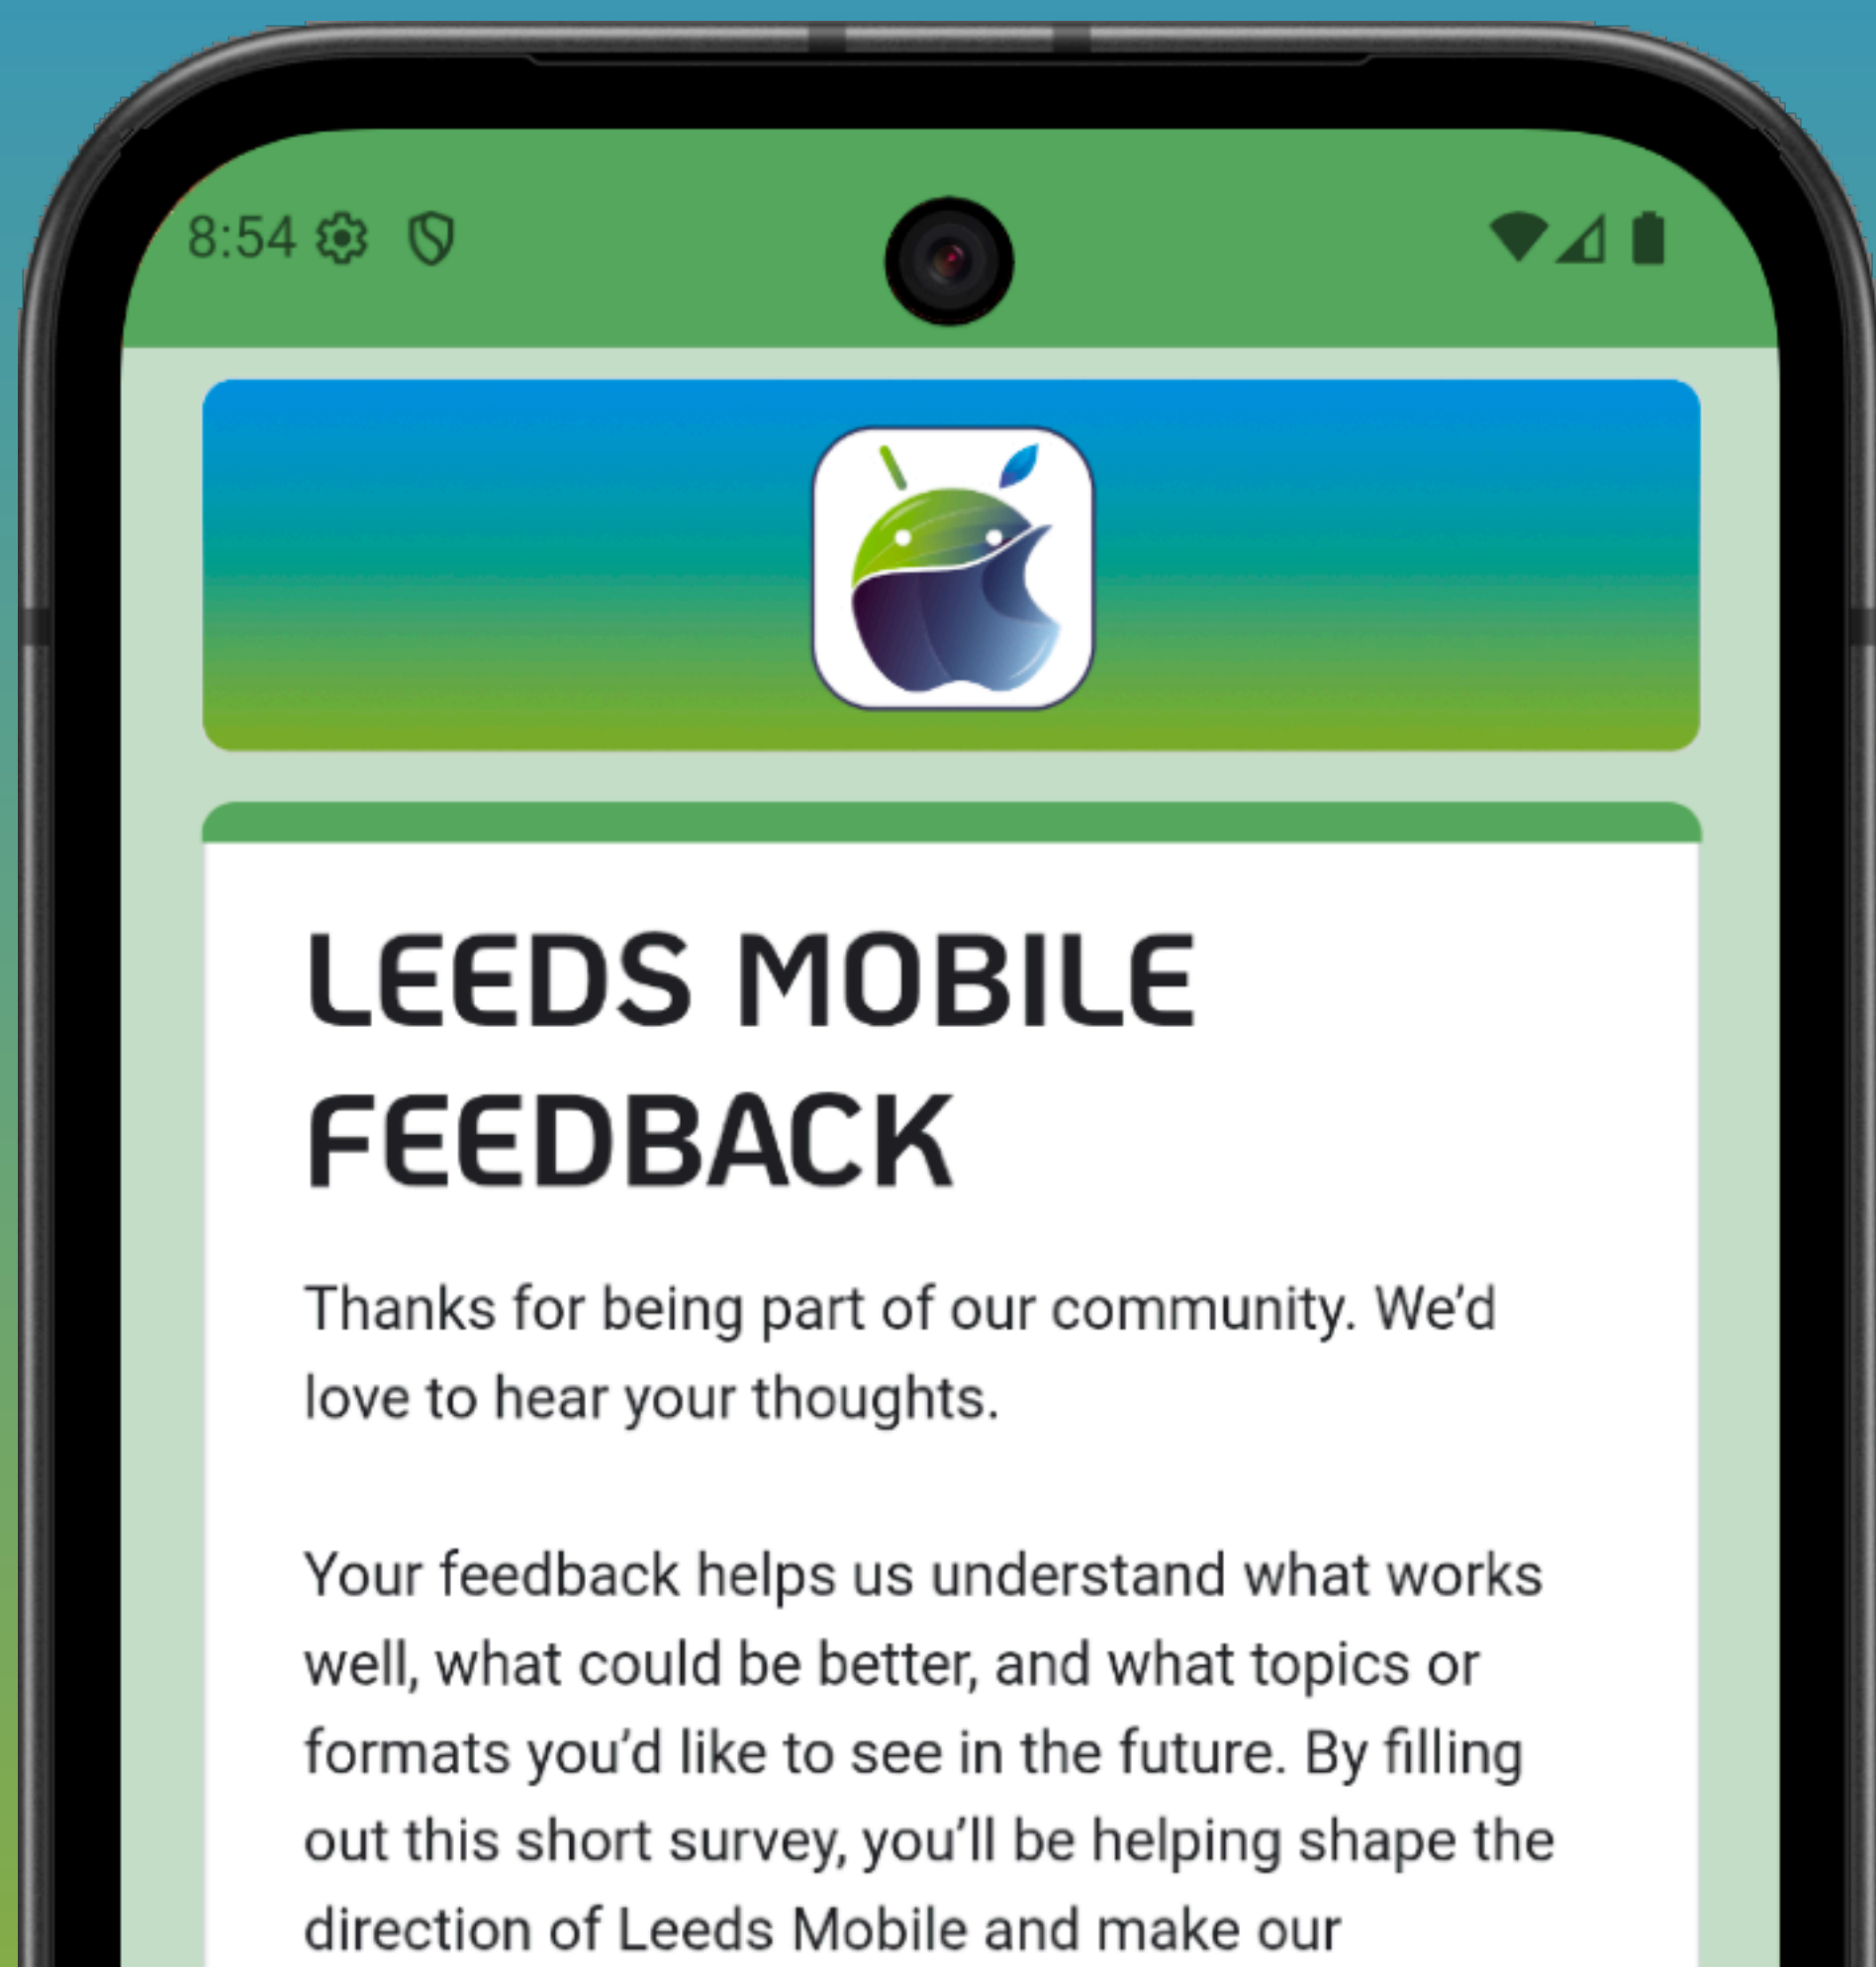 8:54
LEEDS MOBILE
FEEDBACK
Thanks for being part of our community. We’d
love to hear your thoughts.
Your feedback helps us understand what works
well, what could be better, and what topics or
formats you’d like to see in the future. By filling
out this short survey, you’ll be helping shape the
direction of Leeds Mobile and make our